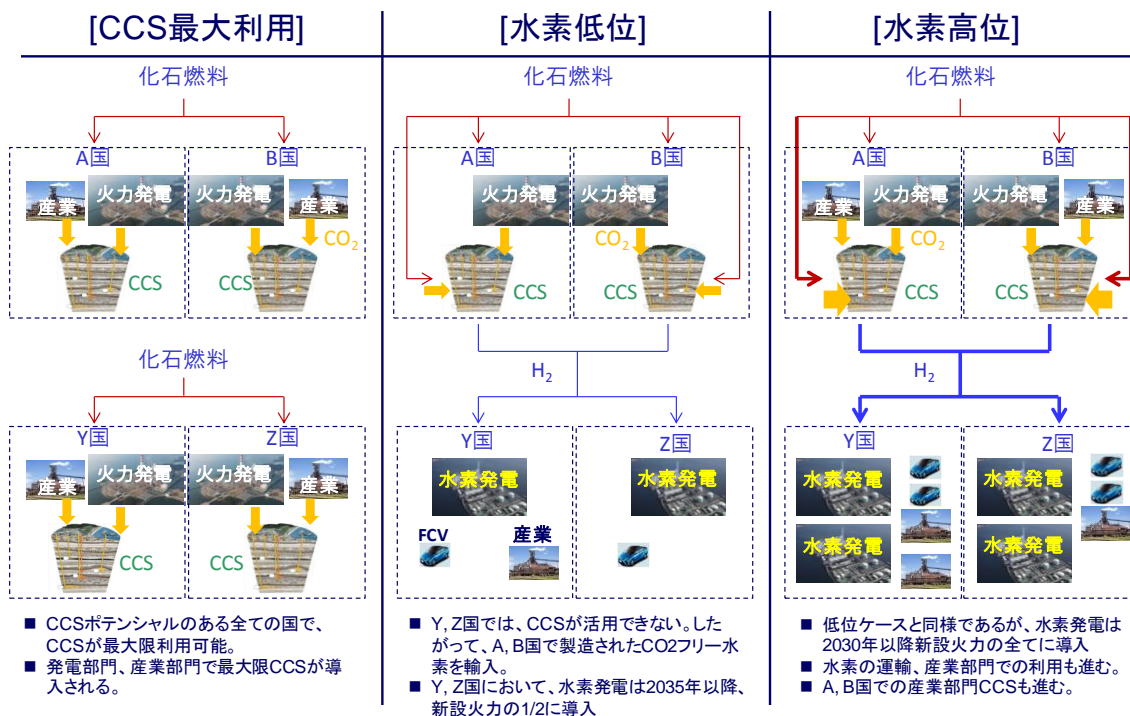 [CCS最大利用]
化石燃料
A国
B国
産業
火力発電
火力発電
産業
CO2
CCS
CCS
化石燃料
Y国
Z国
産業
火力発電
火力発電
産業
CCS
CCS
■ CCSポテンシャルのある全ての国で、
CCSが最大限利用可能。
■ 発電部門、産業部門で最大限CCSが導
入される。
[水素低位]
化石燃料
A国
B国
火力発電
火力発電
CO2
CCS
CCS
H2
Y国
Z国
水素発電
水素発電
FCV
産業
■ Y, Z国では、CCSが活用できない。した
がって、A, B国で製造されたCO2フリー水
素を輸入。
■ Y, Z国において、水素発電は2035年以降、
新設火力の1/2に導入
[水素高位]
化石燃料
A国
B国
産業
火力発電
火力発電
産業
CO2
CCS
CCS
H2
Y国
Z国
水素発電
水素発電
水素発電
水素発電
■ 低位ケースと同様であるが、水素発電は
2030年以降新設火力の全てに導入
■ 水素の運輸、産業部門での利用も進む。
■ A, B国での産業部門CCSも進む。